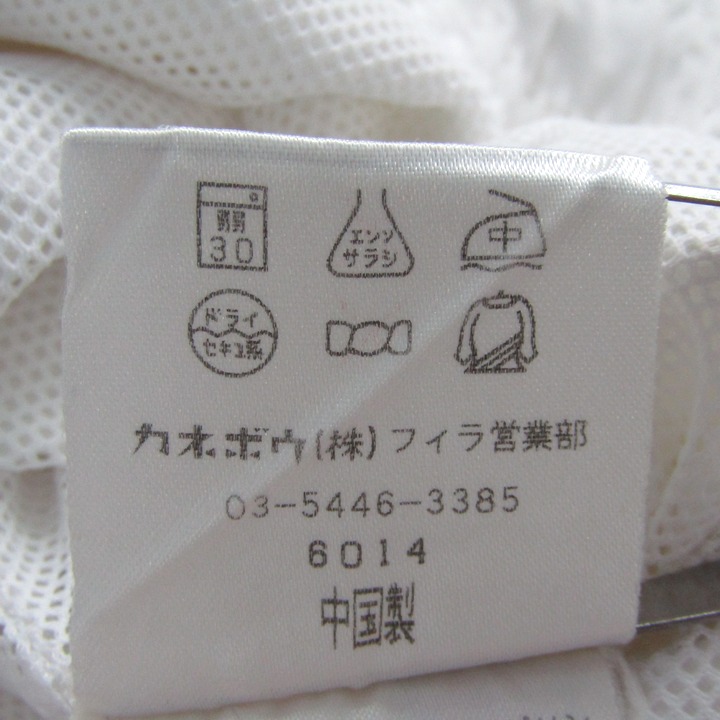 弱
30
エンソ
サラシ
中
ドライ
セキユ系
カネボウ(株)フィラ営業部
03-5446-3385
6014
中国製